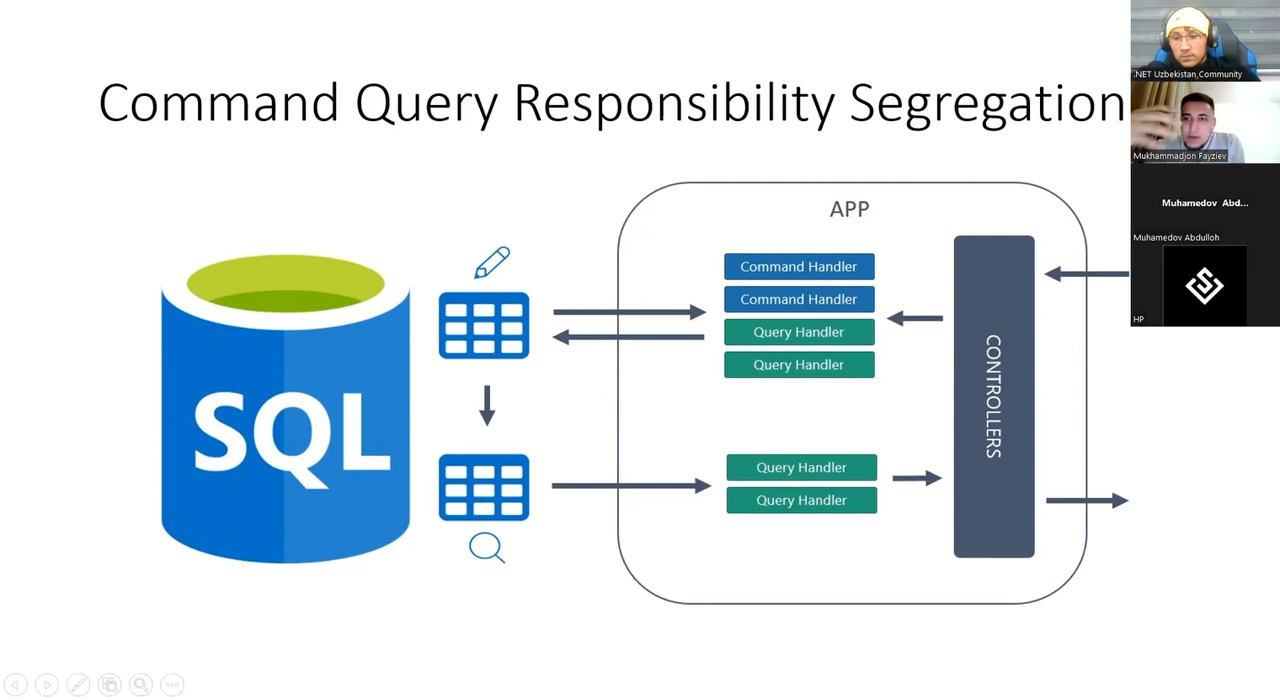 Command Query Responsibility Segregation
APP
Command Handler
Command Handler
Query Handler
Query Handler
Query Handler
Query Handler
CONTROLLERS
SQL
.NET Uzbekistan Community
Mukhammadjon Fayziev
Muhamedov Abd...
Muhamedov Abdulloh
HP